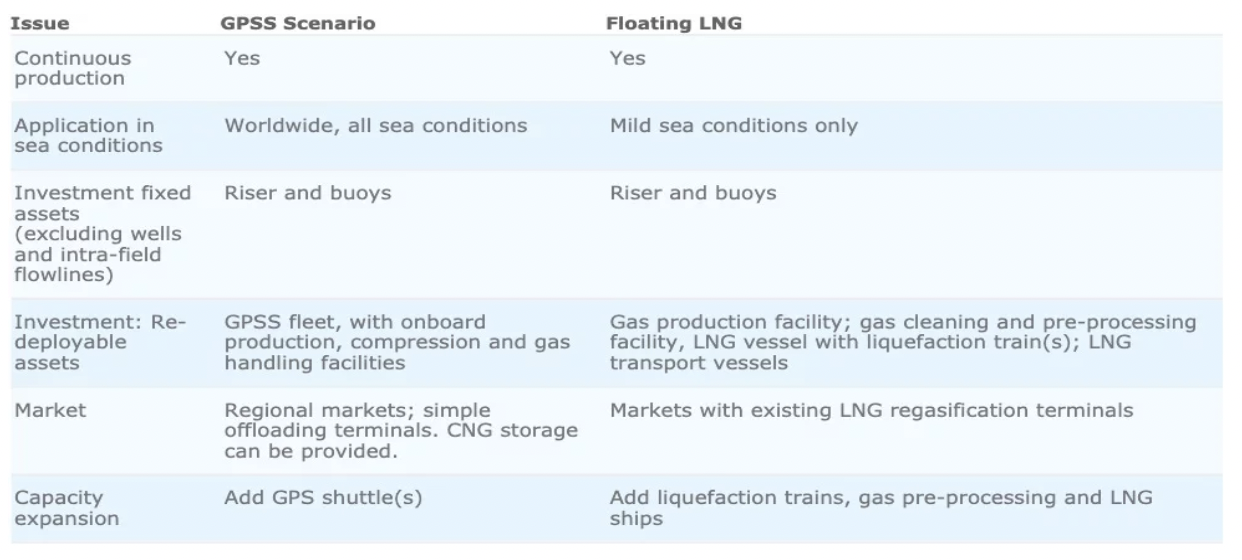 Issue GPSS Scenario Floating LNG
Continuous
production
Yes
Yes
Application in
sea conditions
Worldwide, all sea conditions
Mild sea conditions only
Investment fixed
assets
(excluding wells
and intra-field
flowlines)
Riser and buoys
Riser and buoys
Investment: Re-
deployable
assets
GPSS fleet, with onboard
production, compression and gas
handling facilities
Gas production facility; gas cleaning and pre-processing
facility, LNG vessel with liquefaction train(s); LNG
transport vessels
Market
Regional markets; simple
offloading terminals. CNG storage
can be provided.
Markets with existing LNG regasification terminals
Capacity
expansion
Add GPS shuttle(s)
Add liquefaction trains, gas pre-processing and LNG
ships